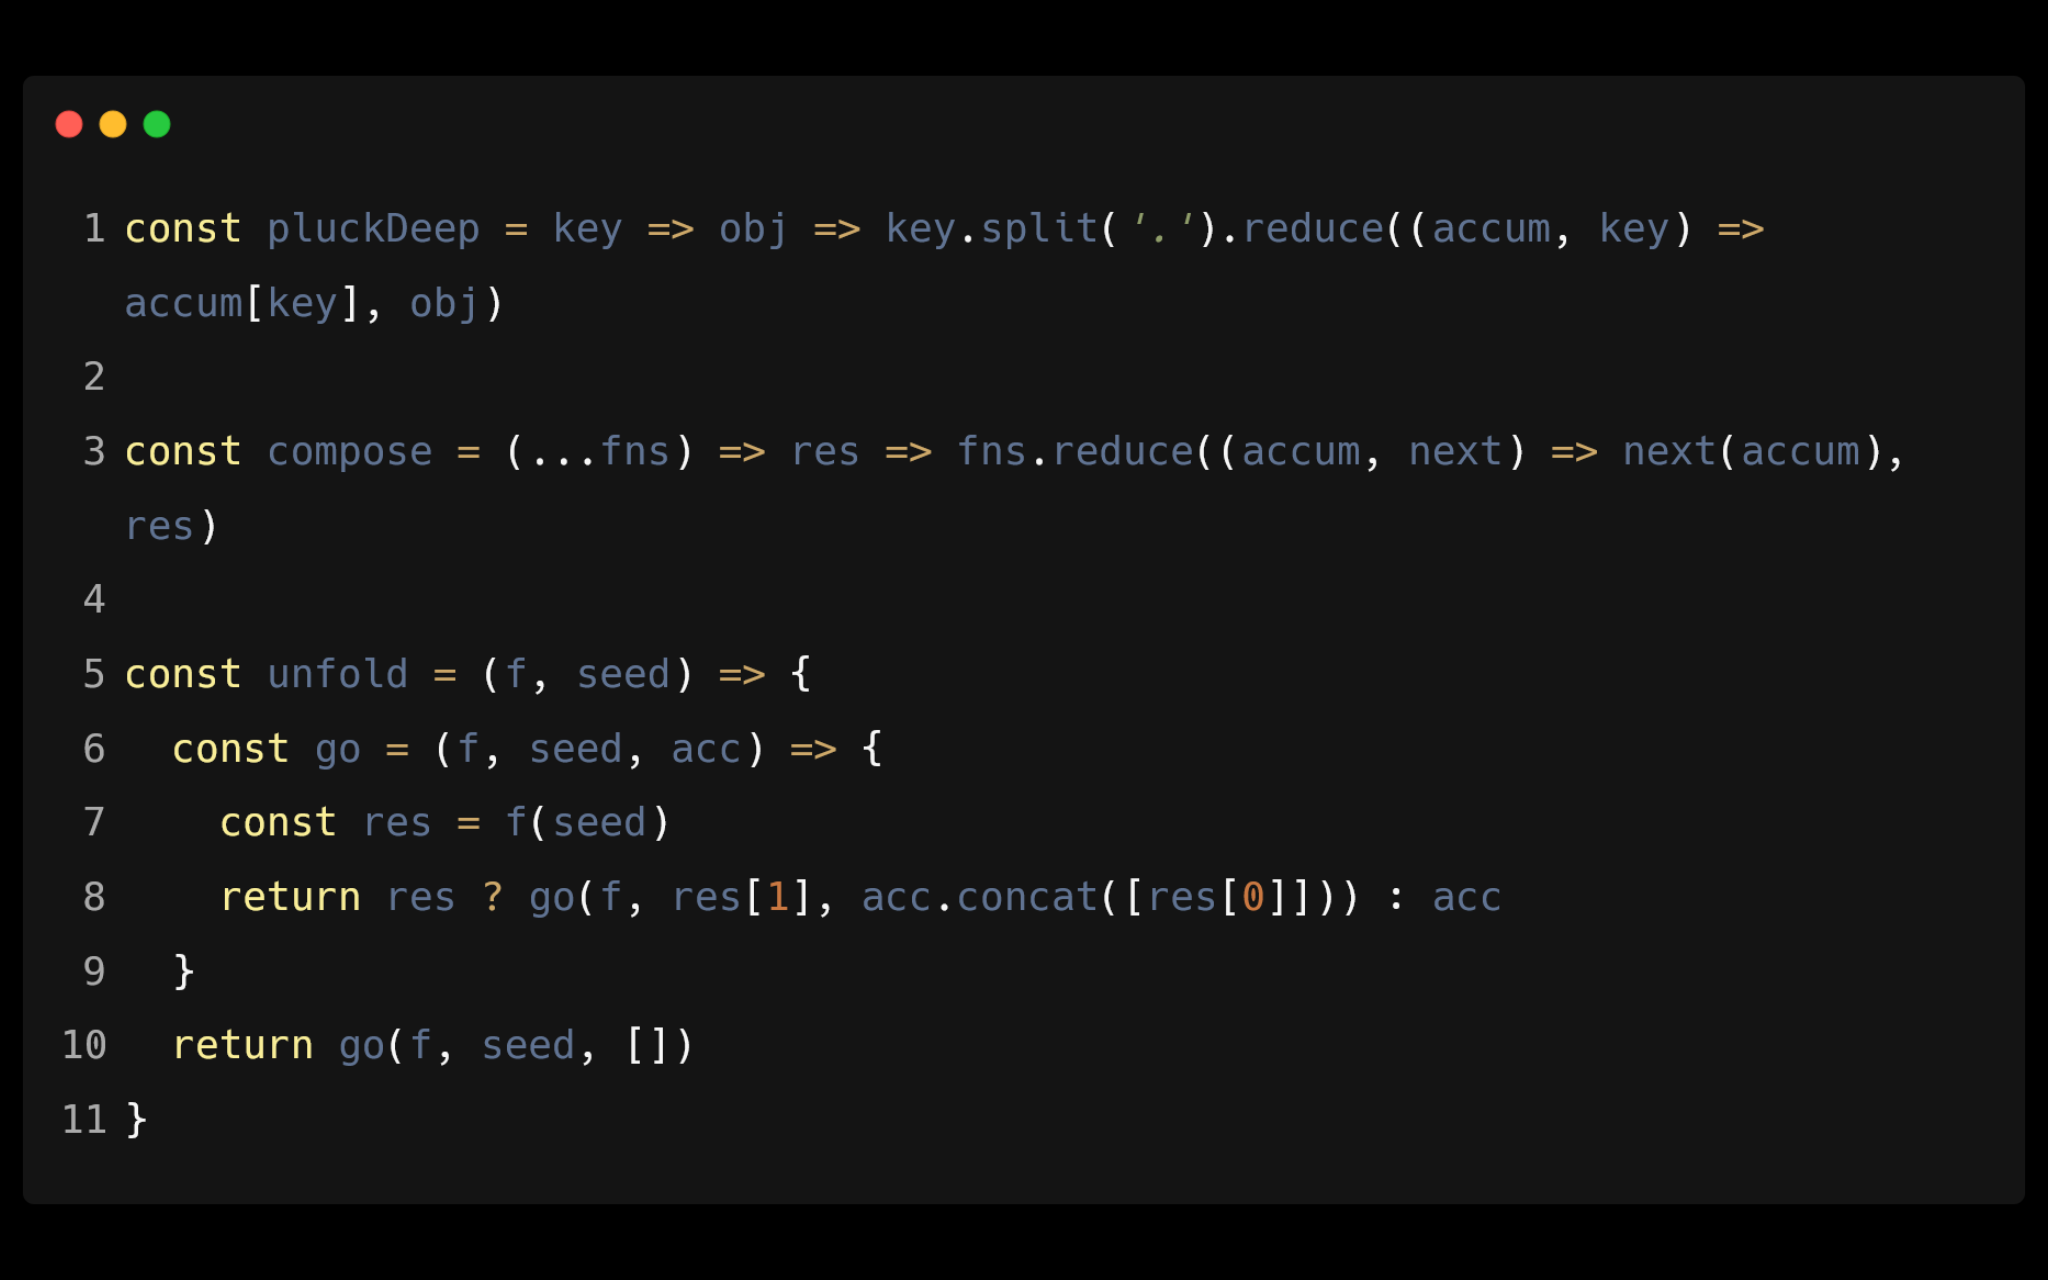 1 const pluckDeep = key => obj => key.split('.').reduce((accum, key) =>
accum[key], obj)
2
3 const compose = (...fns) => res => fns.reduce((accum, next) => next(accum),
res)
4
5 const unfold = (f, seed) => {
6   const go = (f, seed, acc) => {
7     const res = f(seed)
8     return res ? go(f, res[1], acc.concat([res[0]])) : acc
9   }
10   return go(f, seed, [])
11 }